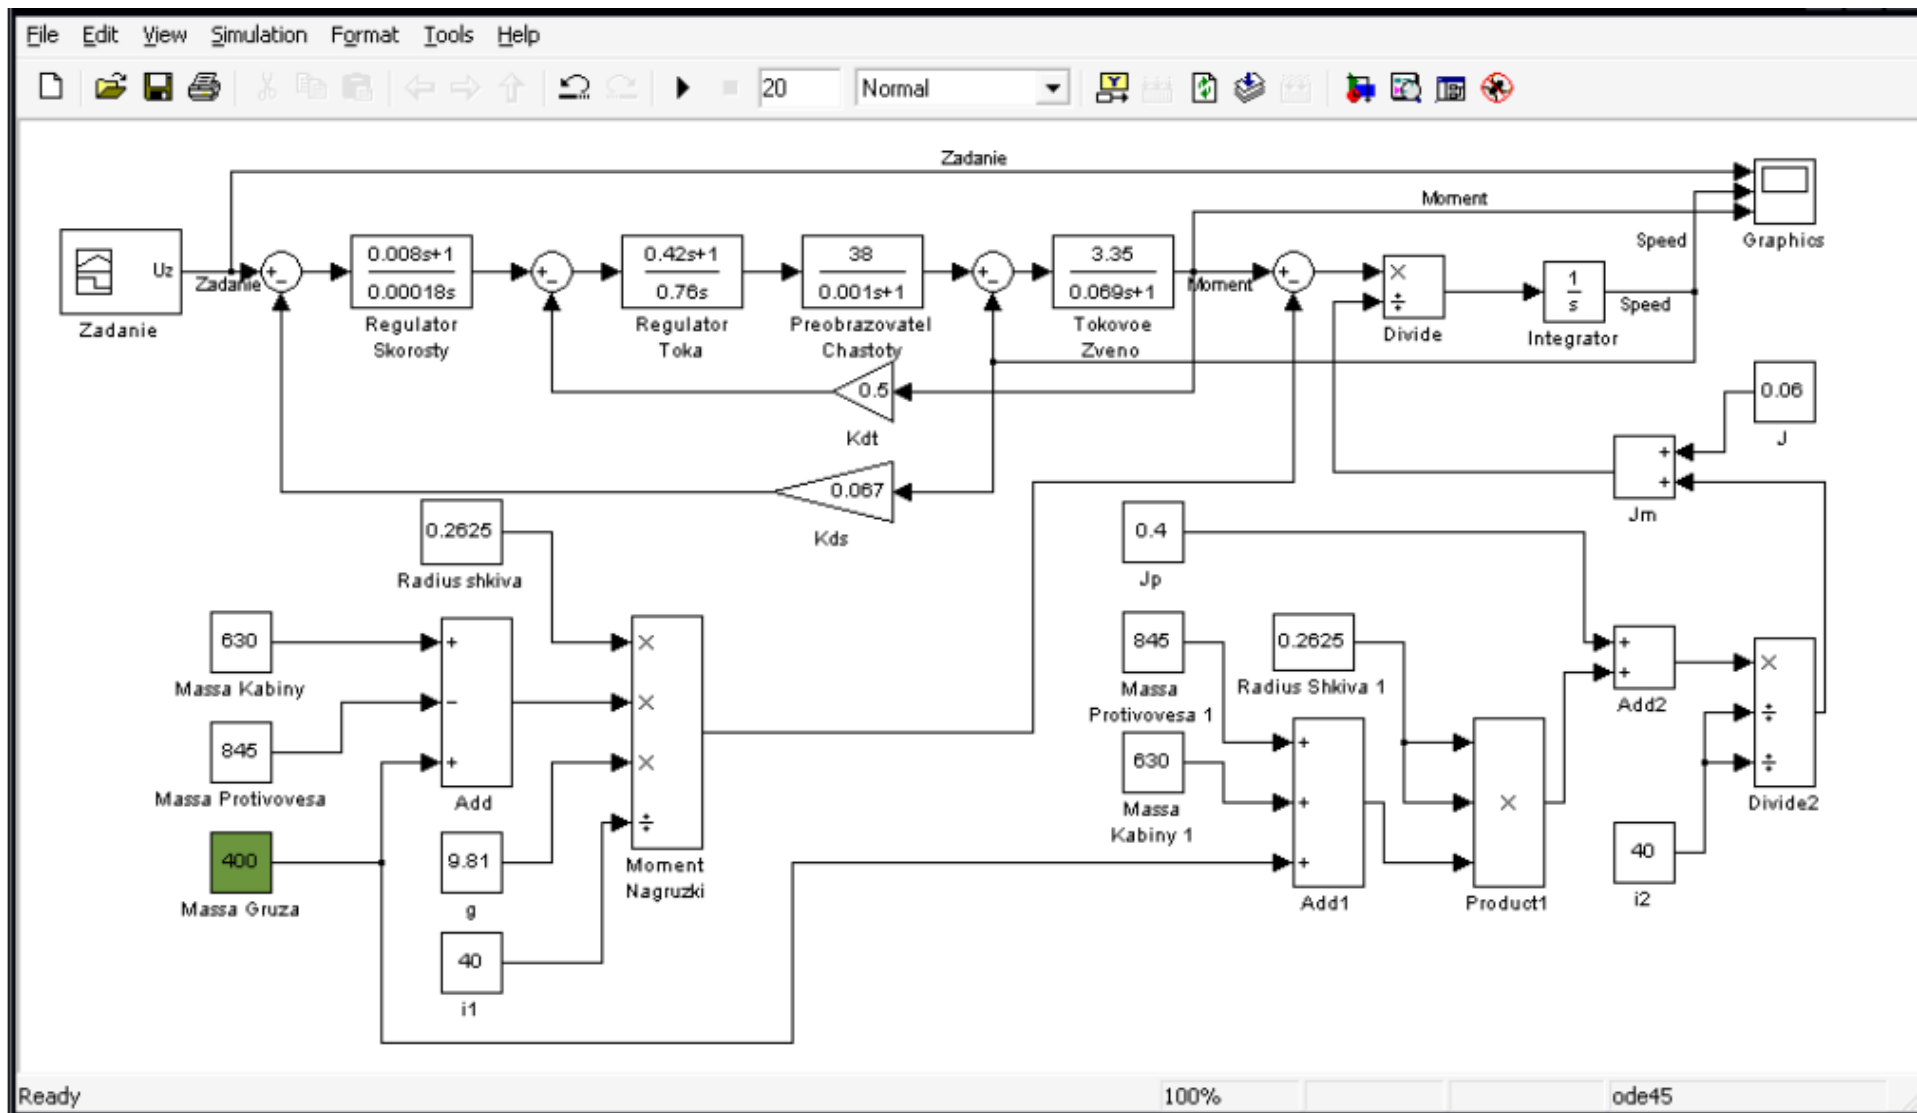 File Edit View Simulation Format Tools Help
20 Normal
Zadanie
Moment
Graphics
Speed
Uz
Zadanie
Zadanie
+
−
0.008s+1
0.00018s
Regulator
Skorosty
+
−
0.42s+1
0.76s
Regulator
Toka
38
0.001s+1
Preobrazovatel
Chastoty
+
−
3.35
0.069s+1
Tokovoe
Zveno
Moment
+
−
×
÷
Divide
1
s
Integrator
Speed
0.5
Kdt
0.067
Kds
0.06
J
+
+
Jm
0.2625
Radius shkiva
630
Massa Kabiny
845
Massa Protivovesa
400
Massa Gruza
+
−
+
Add
9.81
g
40
i1
×
×
×
÷
Moment
Nagruzki
0.4
Jp
845
Massa
Protivovesa 1
630
Massa
Kabiny 1
0.2625
Radius Shkiva 1
+
+
+
Add1
×
Product1
+
+
Add2
×
÷
÷
Divide2
40
i2
Ready 100% ode45